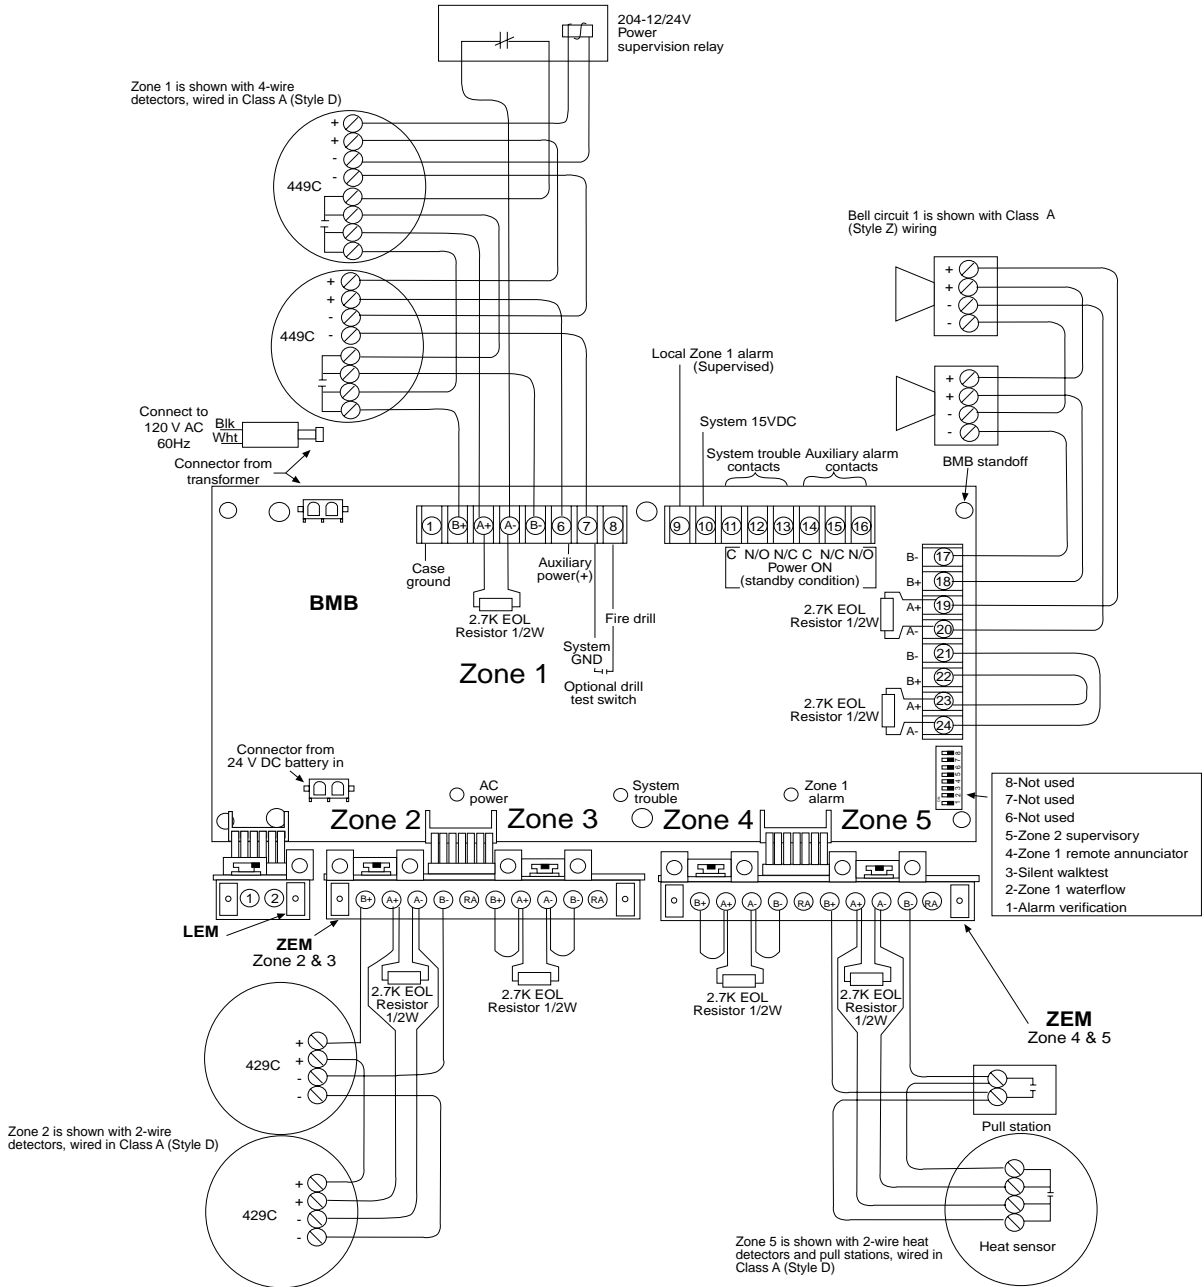 204-12/24V
Power
supervision relay
Zone 1 is shown with 4-wire
detectors, wired in Class A (Style D)
+
+
-
-
449C
Bell circuit 1 is shown with Class A
(Style Z) wiring
+
+
-
-
+
+
-
-
449C
+
+
-
-
Local Zone 1 alarm
(Supervised)
Connect to
120 V AC
60Hz
Blk
Wht
System 15VDC
System trouble
contacts
Auxiliary alarm
contacts
Connector from
transformer
BMB standoff
1 B+ A+ A- B- 6 7 8
9 10 11 12 13 14 15 16
C N/O N/C C N/C N/O
Power ON
(standby condition)
Case
ground
Auxiliary
power(+)
BMB
2.7K EOL
Resistor 1/2W
Fire drill
System
GND
Optional drill
test switch
Zone 1
B- 17
B+ 18
A+ 19
A- 20
B- 21
B+ 22
A+ 23
A- 24
2.7K EOL
Resistor 1/2W
2.7K EOL
Resistor 1/2W
Connector from
24 V DC battery in
AC
power
System
trouble
Zone 1
alarm
1 2 3 4 5 6 7 8
8-Not used
7-Not used
6-Not used
5-Zone 2 supervisory
4-Zone 1 remote annunciator
3-Silent walktest
2-Zone 1 waterflow
1-Alarm verification
Zone 2
Zone 3
Zone 4
Zone 5
1 2
B+ A+ A- B- RA B+ A+ A- B- RA
B+ A+ A- B- RA B+ A+ A- B- RA
LEM
ZEM
Zone 2 & 3
2.7K EOL
Resistor
1/2W
2.7K EOL
Resistor 1/2W
2.7K EOL
Resistor 1/2W
2.7K EOL
Resistor
1/2W
ZEM
Zone 4 & 5
429C
+
+
-
-
Pull station
Zone 2 is shown with 2-wire
detectors, wired in Class A (Style D)
429C
+
+
-
-
Heat sensor
Zone 5 is shown with 2-wire heat
detectors and pull stations, wired in
Class A (Style D)